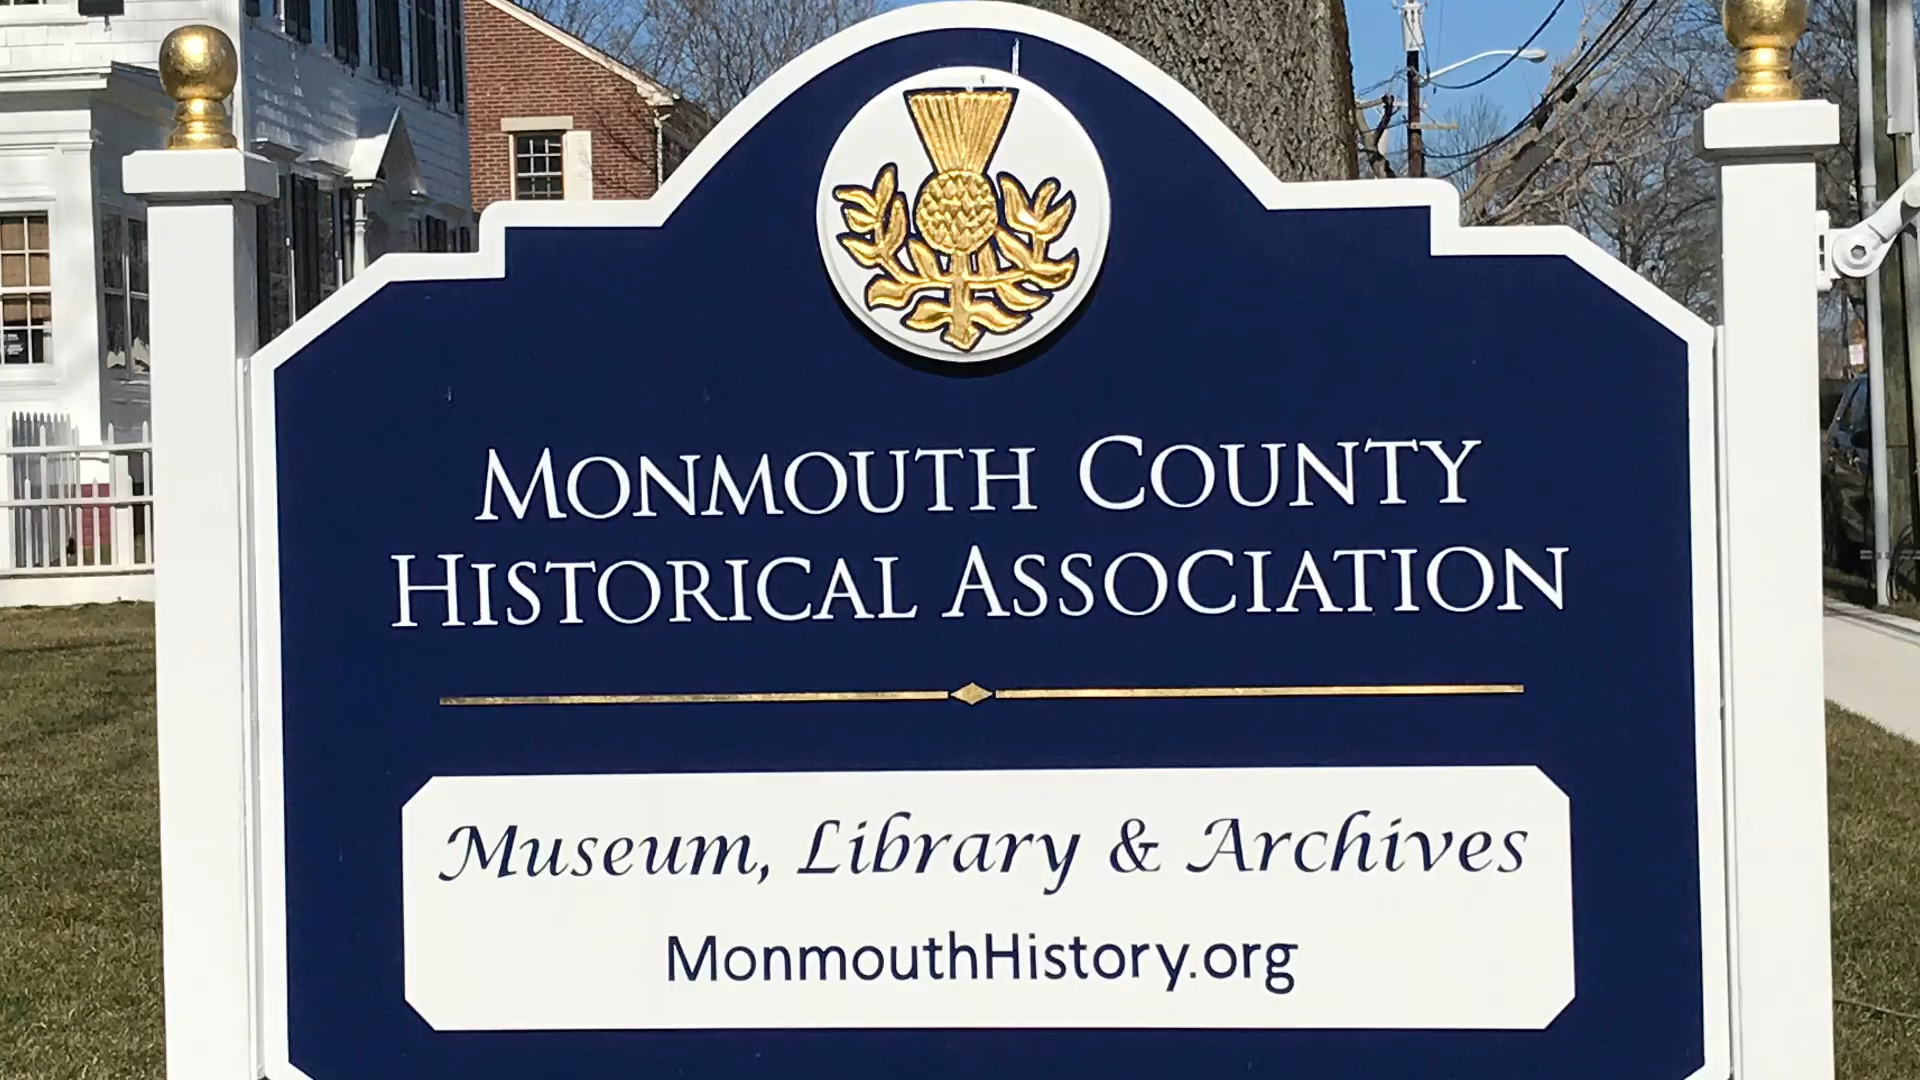 MONMOUTH COUNTY
HISTORICAL ASSOCIATION
Museum, Library & Archives
MonmouthHistory.org